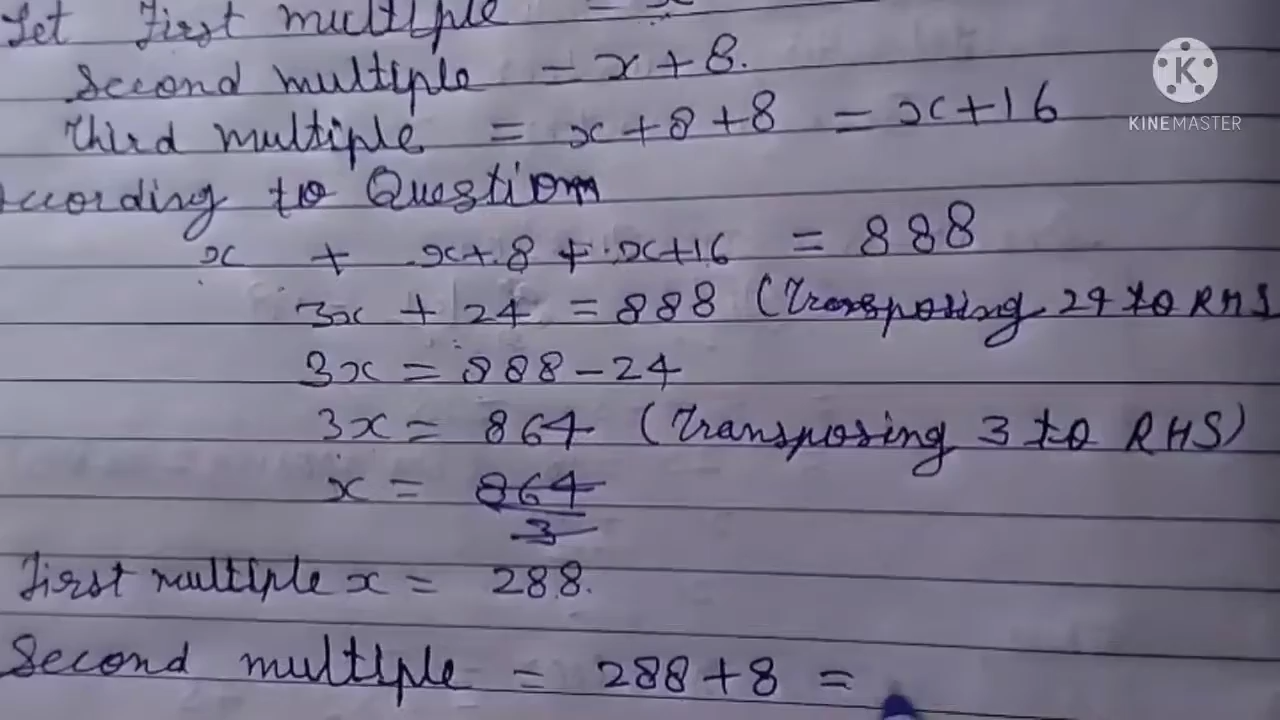 Let First multiple = x
Second multiple = x + 8.
Third multiple = x + 8 + 8 = x + 16
According to Question
x + x + 8 + x + 16 = 888
3x + 24 = 888 (Transposing 24 to RHS
3x = 888 - 24
3x = 864 (Transposing 3 to RHS)
x = 864
3
First multiple x = 288.
Second multiple = 288 + 8 =
K
KINEMASTER